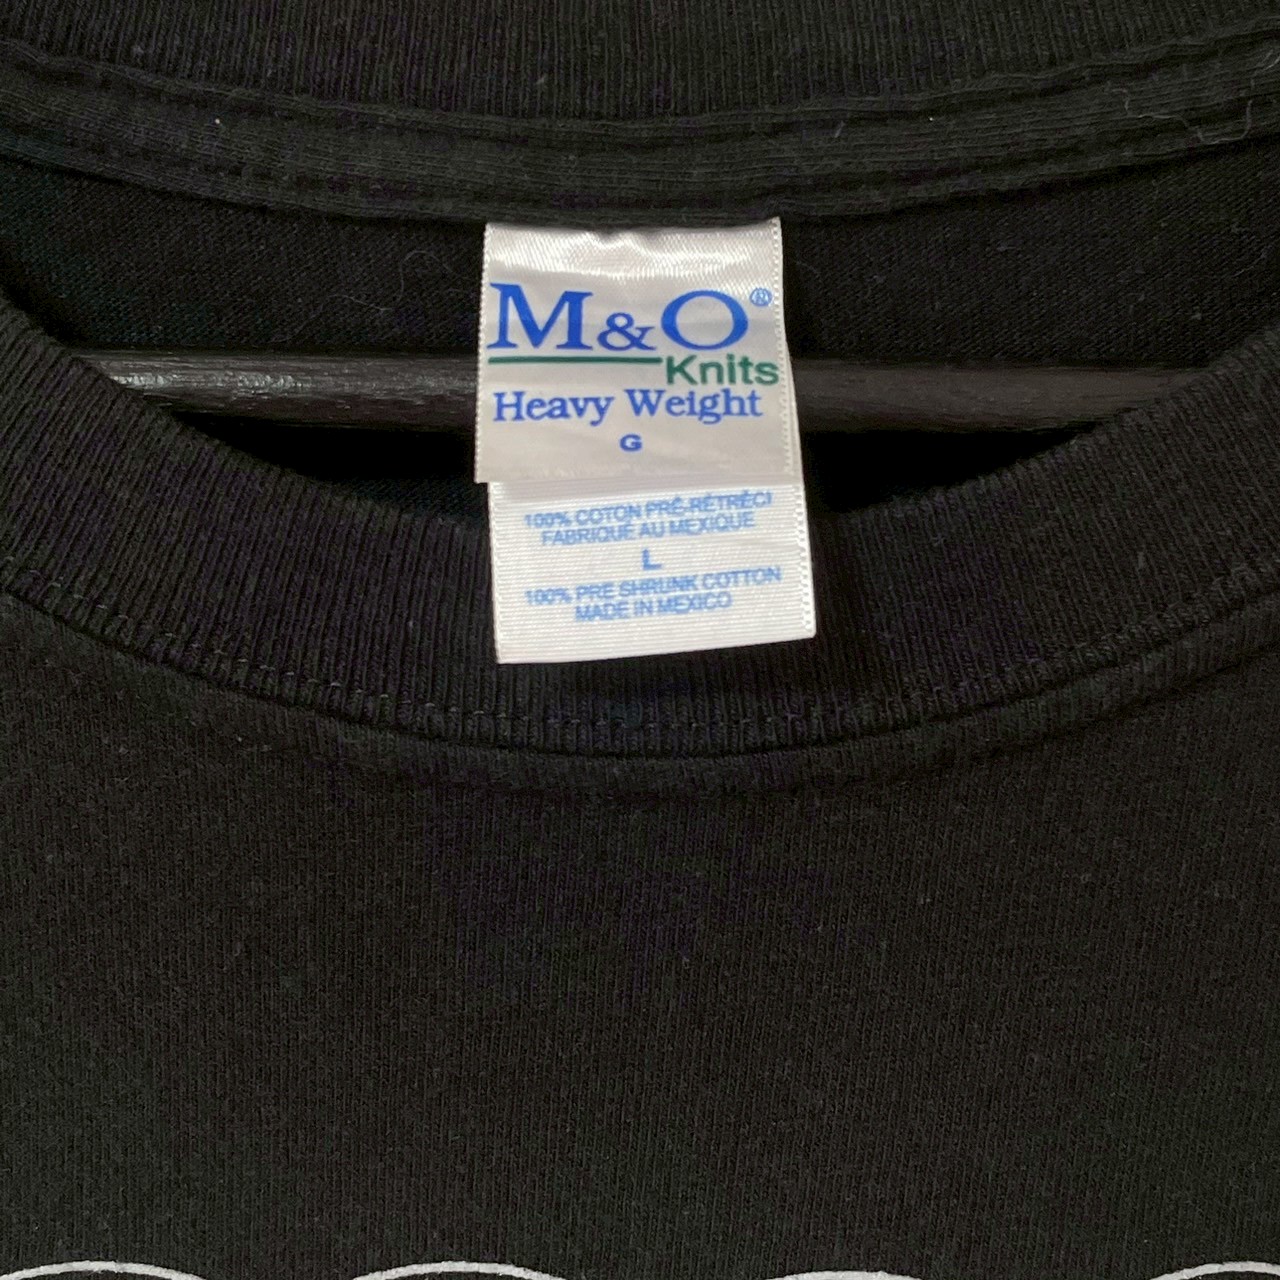 M&O®
Knits
Heavy Weight
G
100% COTON PRÉ-RÉTRÉCI
FABRIQUÉ AU MEXIQUE
L
100% PRE SHRUNK COTTON
MADE IN MEXICO